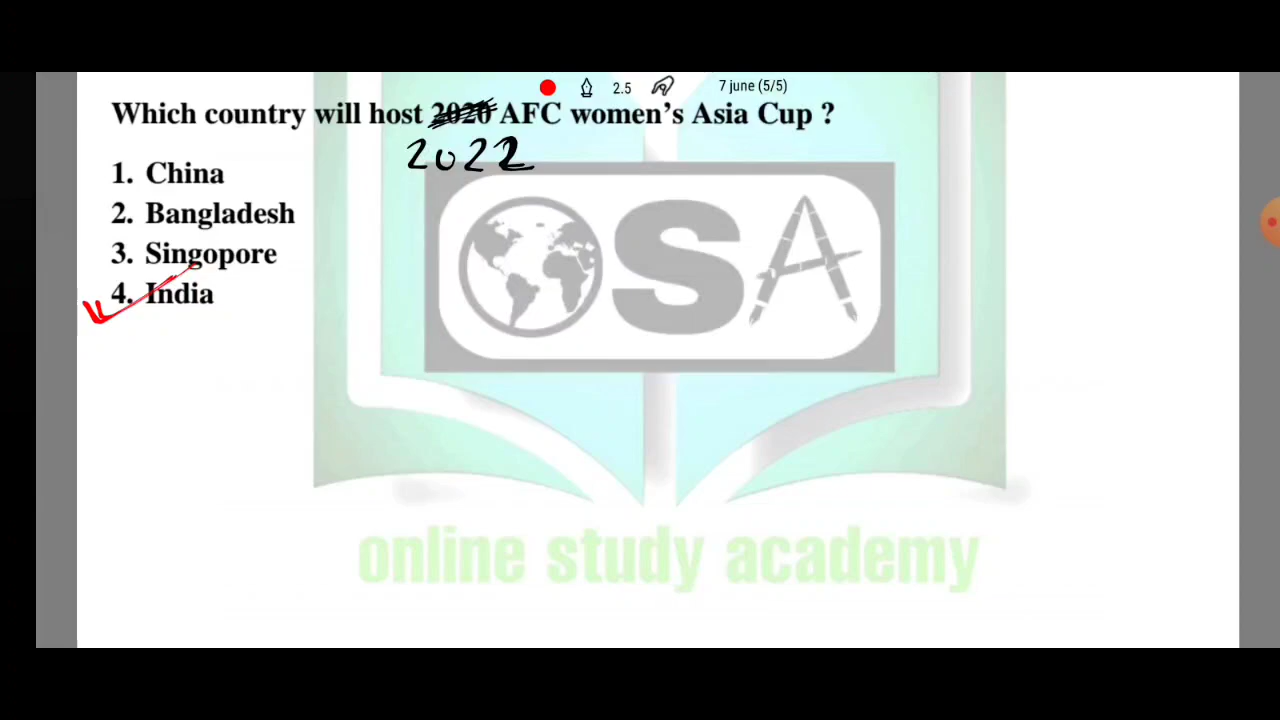 2.5 7 june (5/5)
Which country will host 2020 AFC women's Asia Cup ?
2022
1. China
2. Bangladesh
3. Singopore
4. India
OSA
online study academy